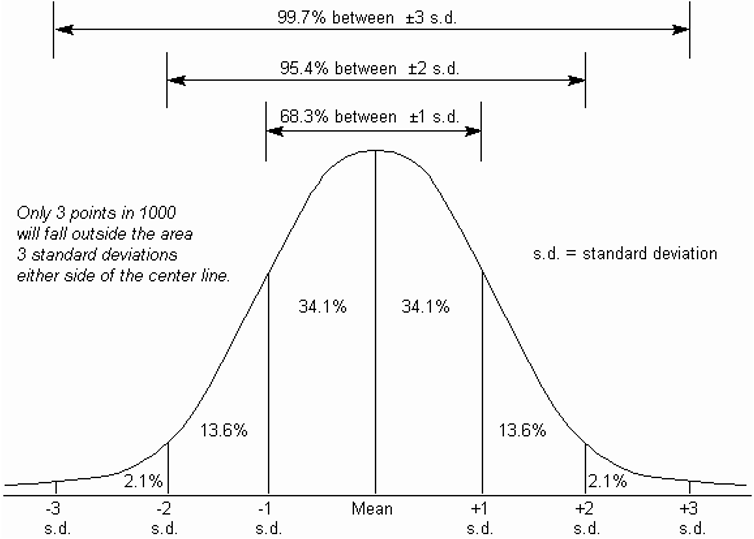 99.7% between ±3 s.d.
95.4% between ±2 s.d.
68.3% between ±1 s.d.
Only 3 points in 1000
will fall outside the area
3 standard deviations
either side of the center line.
s.d. = standard deviation
34.1%
34.1%
13.6%
13.6%
2.1%
2.1%
-3 -2 -1 Mean +1 +2 +3
s.d. s.d. s.d. s.d. s.d. s.d.